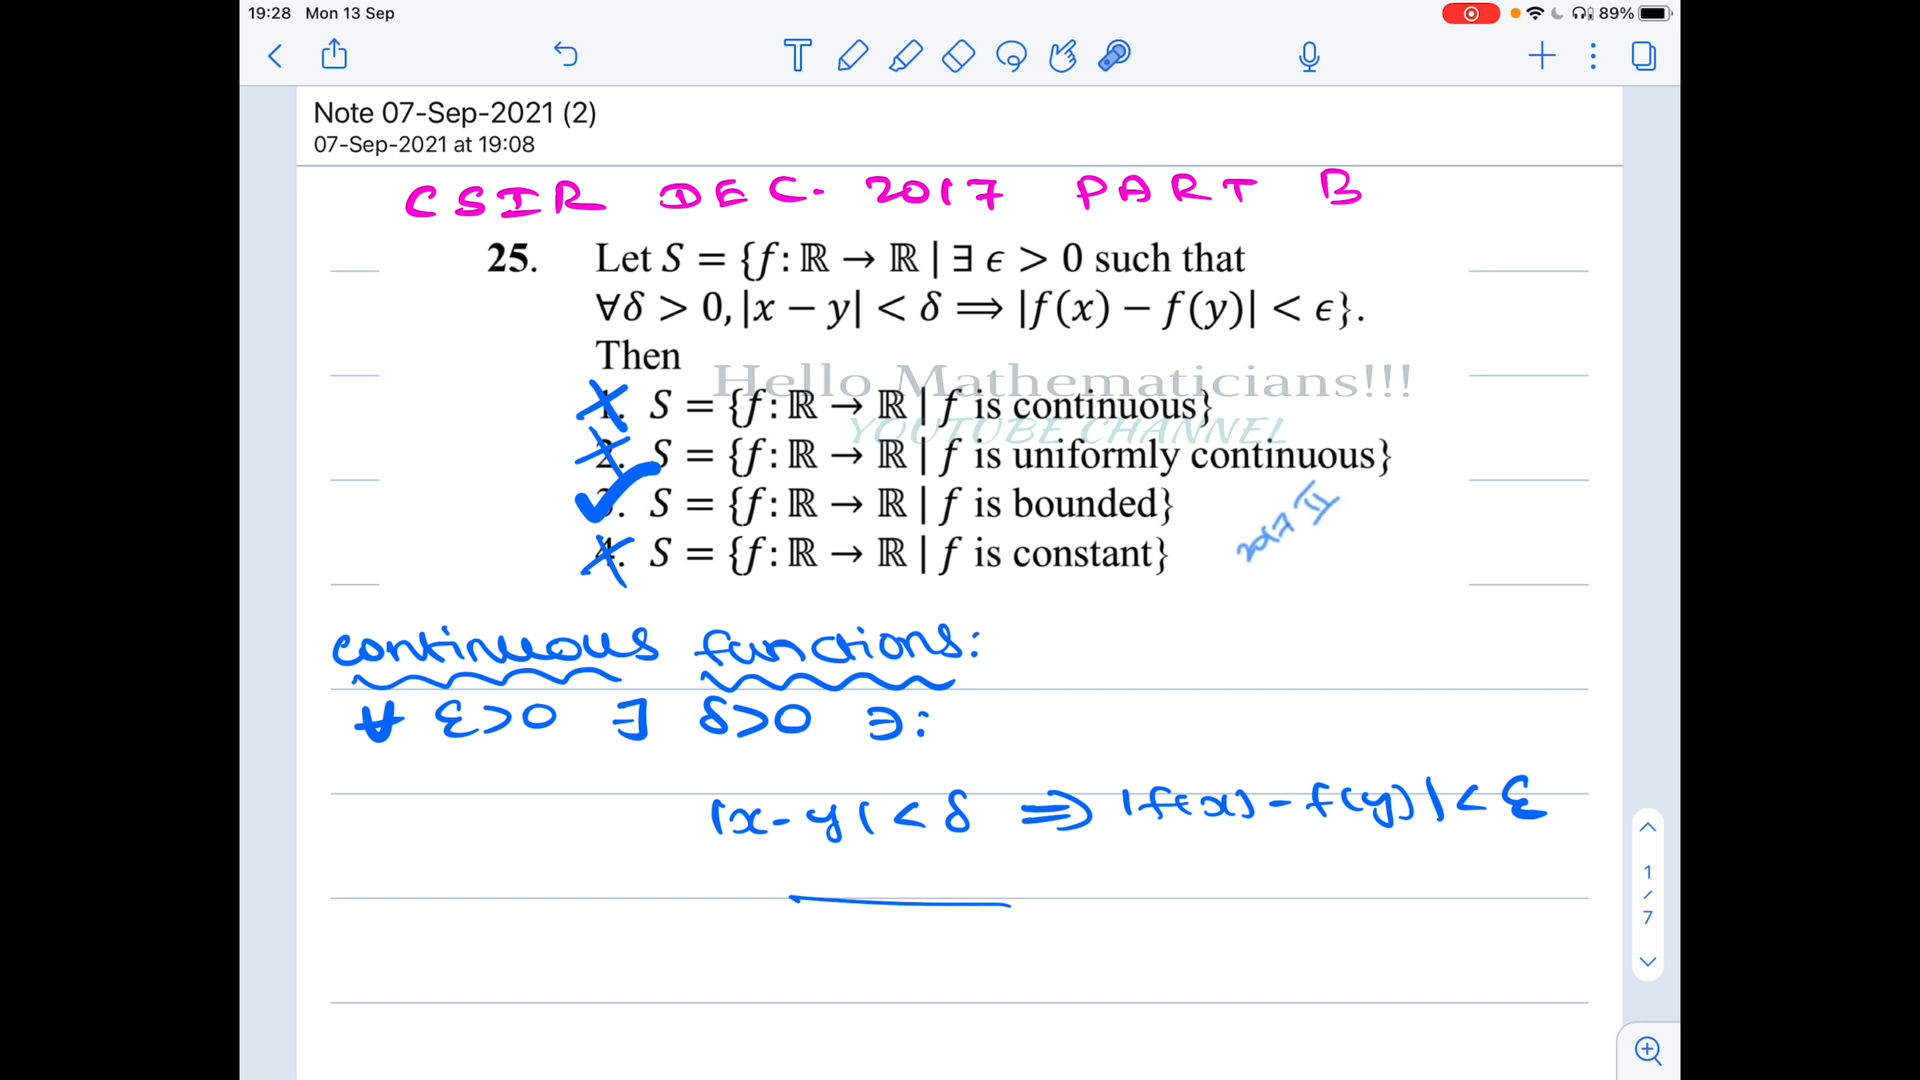 19:28 Mon 13 Sep
89%
Note 07-Sep-2021 (2)
07-Sep-2021 at 19:08
CSIR DEC. 2017 PART B
25. Let S = {f : ℝ → ℝ | ∃ ϵ > 0 such that
∀δ > 0, |x − y| < δ ⟹ |f(x) − f(y)| < ϵ}.
Then
Hello Mathematicians!!!
1. S = {f : ℝ → ℝ | f is continuous}
YOUTUBE CHANNEL
2. S = {f : ℝ → ℝ | f is uniformly continuous}
3. S = {f : ℝ → ℝ | f is bounded}
2017 II
4. S = {f : ℝ → ℝ | f is constant}
continuous functions:
∀ ε>0 ∃ δ>0 ∋:
|x-y| < δ ⟹ |f(x) - f(y)| < ε
1
/
7